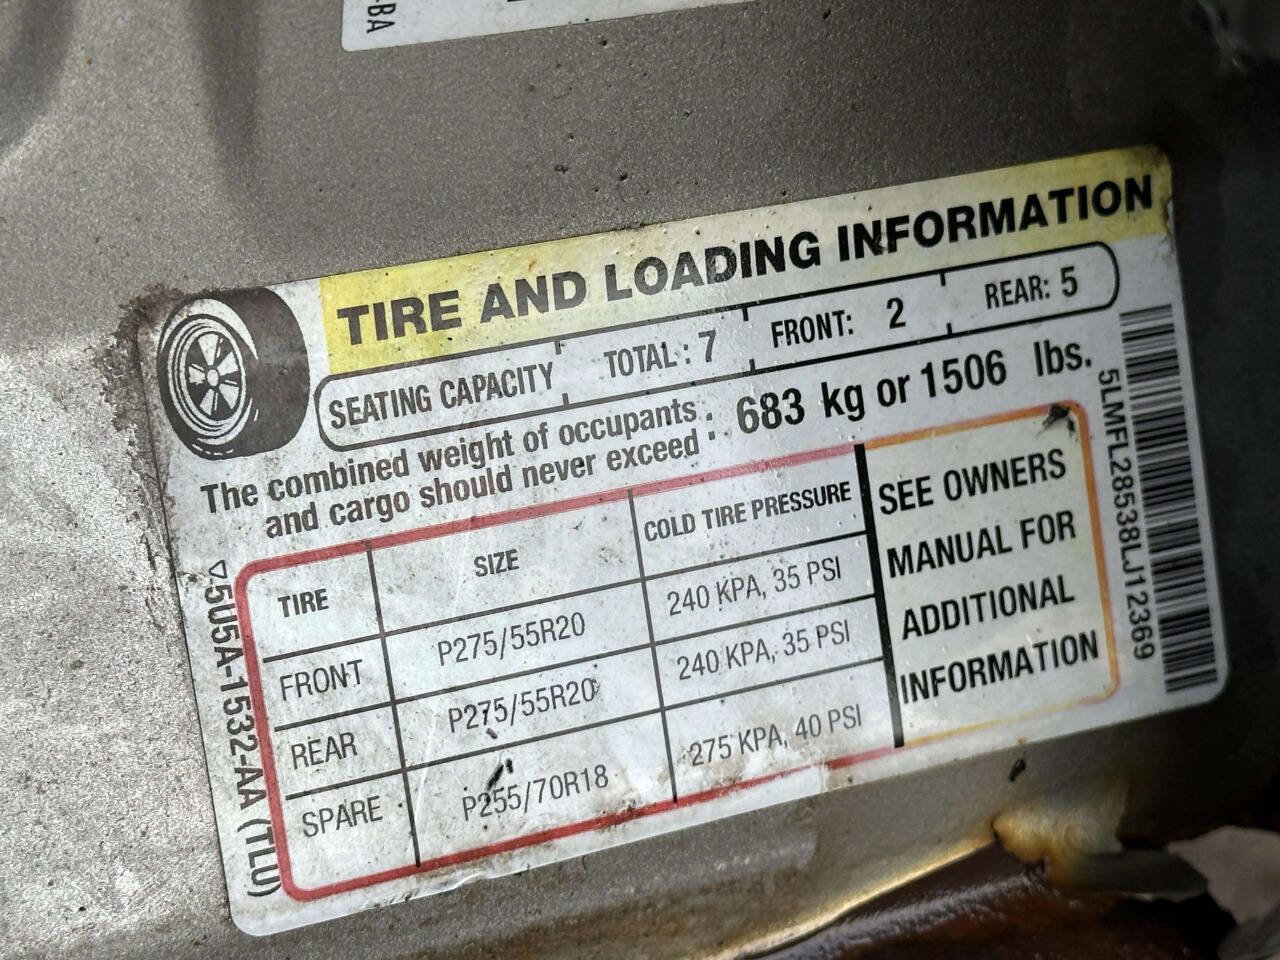 -BA
TIRE AND LOADING INFORMATION
SEATING CAPACITY TOTAL: 7 FRONT: 2 REAR: 5
The combined weight of occupants
and cargo should never exceed : 683 kg or 1506 lbs.
TIRE SIZE COLD TIRE PRESSURE
FRONT P275/55R20 240 KPA, 35 PSI
REAR P275/55R20 240 KPA, 35 PSI
SPARE P255/70R18 275 KPA, 40 PSI
SEE OWNERS
MANUAL FOR
ADDITIONAL
INFORMATION
5LMFL28538LJ12369
▽5U5A-1532-AA (TLU)